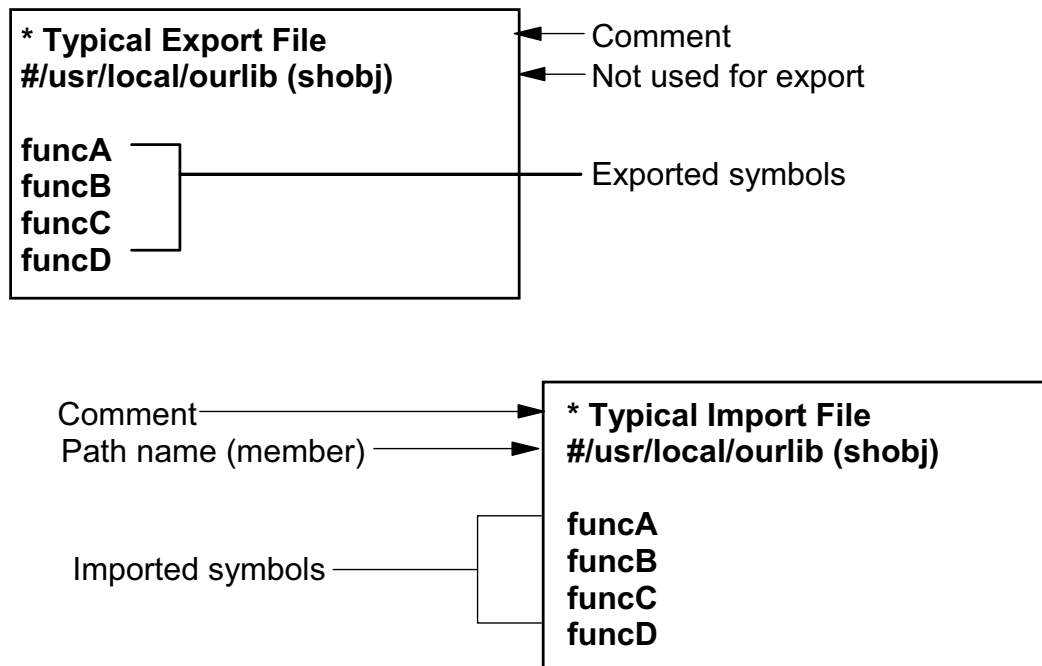 * Typical Export File
#/usr/local/ourlib (shobj)
Comment
Not used for export
funcA
funcB
funcC
funcD
Exported symbols
Comment
Path name (member)
* Typical Import File
#/usr/local/ourlib (shobj)
Imported symbols
funcA
funcB
funcC
funcD